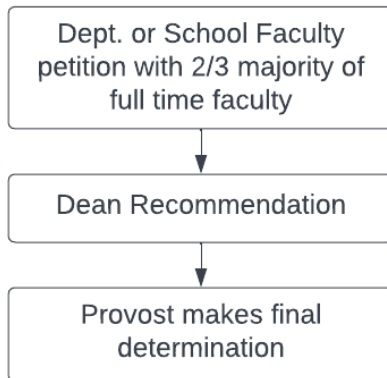 Dept. or School Faculty
petition with 2/3 majority of
full time faculty
Dean Recommendation
Provost makes final
determination